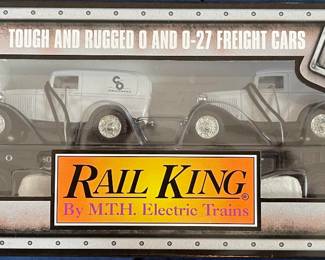 TOUGH AND RUGGED O AND O-27 FREIGHT CARS
RAIL KING®
By M.T.H. Electric Trains